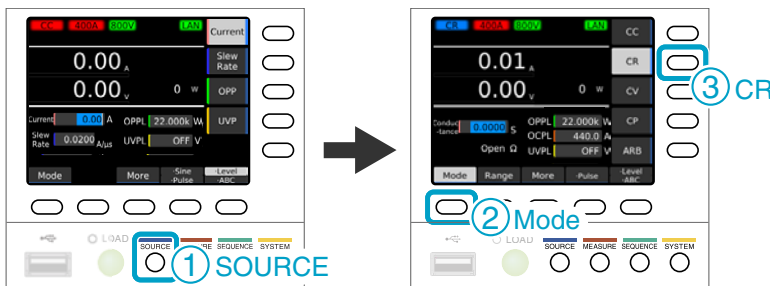 CC 400A 800V LAN Current
0.00 A Slew Rate
0.00 V 0 W OPP
Current 0.00 A OPPL 22.000k W UVP
Slew Rate 0.0200 A/µs UVPL OFF V
Mode More ·Sine ·Pulse ·Level ·ABC
LOAD SOURCE SEQUENCE SYSTEM
① SOURCE
CR 400A 800V LAN CC
0.01 A CR
0.00 V 0 W CV
③ CR
Conduc -tance 0.0000 S OPPL 22.000k W CP
OCPL 440.0 A
Open Ω UVPL OFF V ARB
Mode Range More ·Pulse ·Level ·ABC
② Mode
LOAD SOURCE MEASURE SEQUENCE SYSTEM